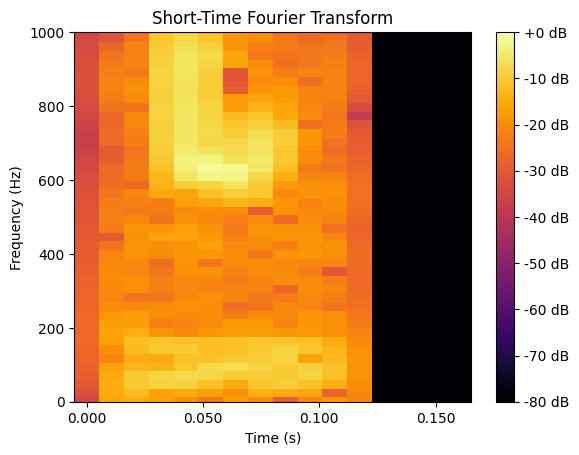 Short-Time Fourier Transform
1000
800
600
400
200
0
Frequency (Hz)
0.000
0.050
0.100
0.150
Time (s)
+0 dB
-10 dB
-20 dB
-30 dB
-40 dB
-50 dB
-60 dB
-70 dB
-80 dB